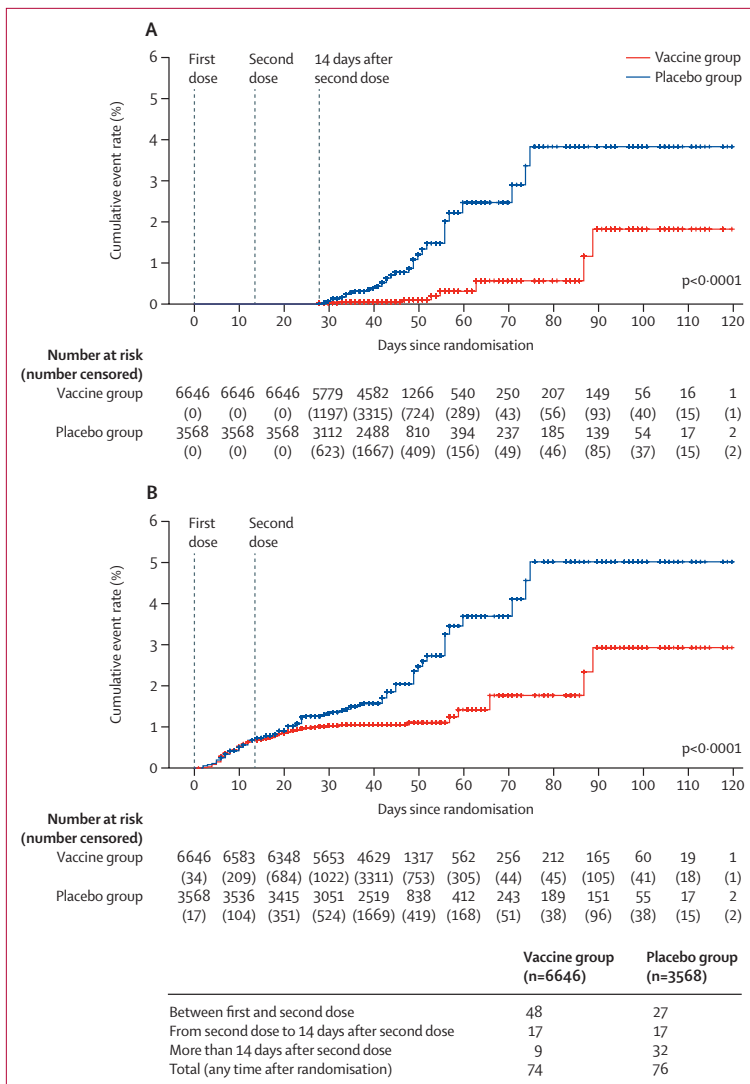 A
First dose
Second dose
14 days after second dose
Vaccine group
Placebo group
Cumulative event rate (%)
6
5
4
3
2
1
0
p<0·0001
0 10 20 30 40 50 60 70 80 90 100 110 120
Days since randomisation
Number at risk
(number censored)
Vaccine group 6646 6646 6646 5779 4582 1266 540 250 207 149 56 16 1
(0) (0) (0) (1197) (3315) (724) (289) (43) (56) (93) (40) (15) (1)
Placebo group 3568 3568 3568 3112 2488 810 394 237 185 139 54 17 2
(0) (0) (0) (623) (1667) (409) (156) (49) (46) (85) (37) (15) (2)
B
First dose
Second dose
Cumulative event rate (%)
6
5
4
3
2
1
0
p<0·0001
0 10 20 30 40 50 60 70 80 90 100 110 120
Days since randomisation
Number at risk
(number censored)
Vaccine group 6646 6583 6348 5653 4629 1317 562 256 212 165 60 19 1
(34) (209) (684) (1022) (3311) (753) (305) (44) (45) (105) (41) (18) (1)
Placebo group 3568 3536 3415 3051 2519 838 412 243 189 151 55 17 2
(17) (104) (351) (524) (1669) (419) (168) (51) (38) (96) (38) (15) (2)
Vaccine group (n=6646) Placebo group (n=3568)
Between first and second dose 48 27
From second dose to 14 days after second dose 17 17
More than 14 days after second dose 9 32
Total (any time after randomisation) 74 76